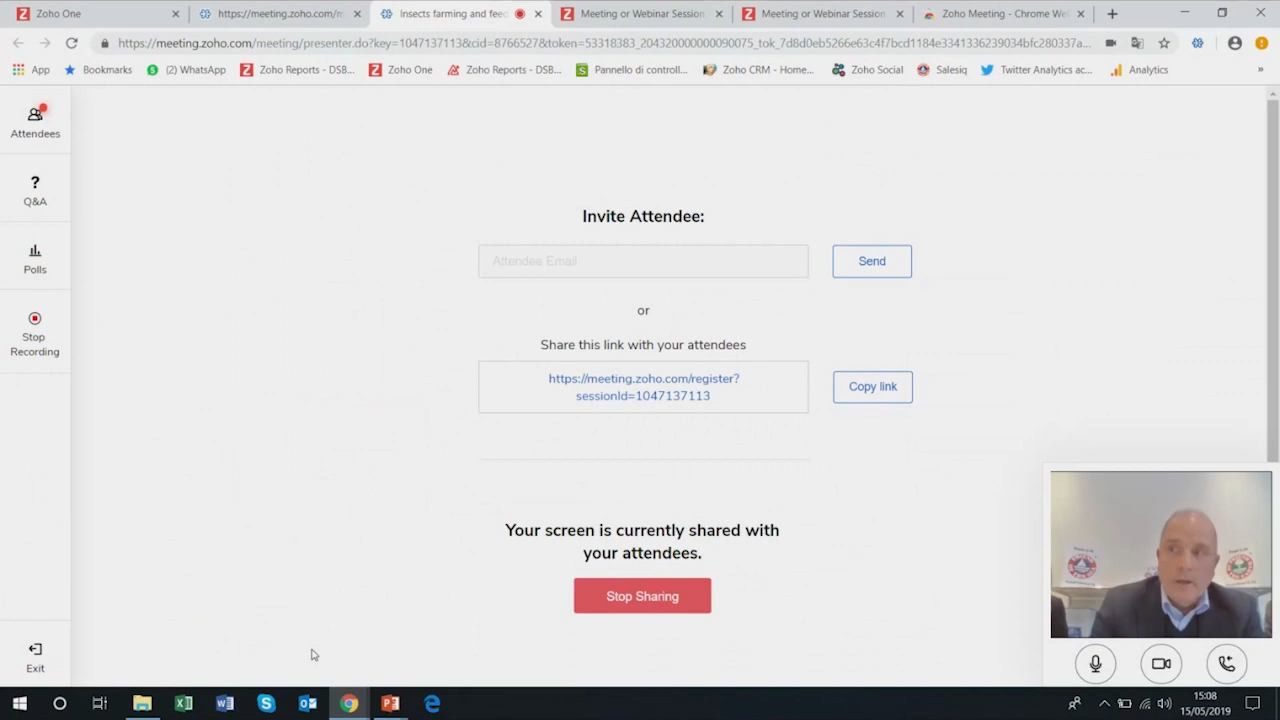 Zoho One
https://meeting.zoho.com/m
Insects farming and feed
Meeting or Webinar Session
Meeting or Webinar Session
Zoho Meeting - Chrome Wel
https://meeting.zoho.com/meeting/presenter.do?key=1047137113&cid=8766527&token=53318383_204320000000090075_tok_7d8d0eb5266e63c4f7bcd1184e3341336239034bfc280337a...
App
Bookmarks
(2) WhatsApp
Zoho Reports - DSB...
Zoho One
Zoho Reports - DSB...
Pannello di controll...
Zoho CRM - Home...
Zoho Social
Salesiq
Twitter Analytics ac...
Analytics
»
Attendees
?
Q&A
Polls
Stop
Recording
Exit
Invite Attendee:
Attendee Email
Send
or
Share this link with your attendees
https://meeting.zoho.com/register?
sessionId=1047137113
Copy link
Your screen is currently shared with
your attendees.
Stop Sharing
15:08
15/05/2019